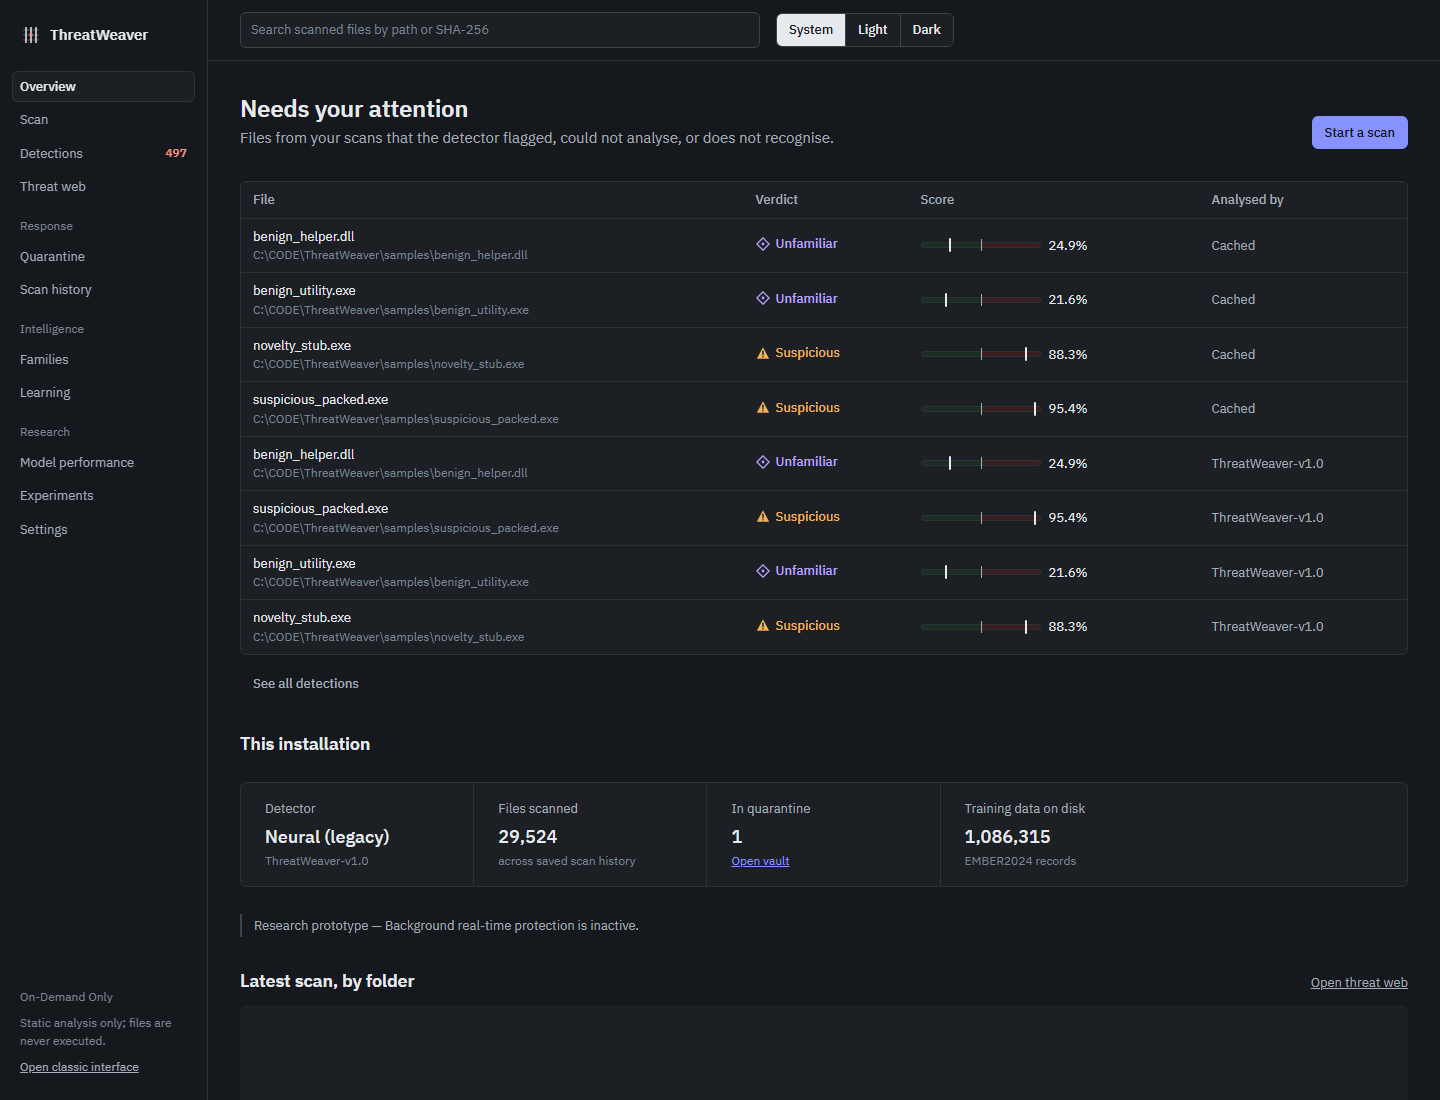 ThreatWeaver
Search scanned files by path or SHA-256
System Light Dark
Overview
Scan
Detections 497
Threat web
Response
Quarantine
Scan history
Intelligence
Families
Learning
Research
Model performance
Experiments
Settings
On-Demand Only
Static analysis only; files are
never executed.
Open classic interface
Needs your attention
Files from your scans that the detector flagged, could not analyse, or does not recognise.
Start a scan
File Verdict Score Analysed by
benign_helper.dll
C:\CODE\ThreatWeaver\samples\benign_helper.dll
Unfamiliar 24.9% Cached
benign_utility.exe
C:\CODE\ThreatWeaver\samples\benign_utility.exe
Unfamiliar 21.6% Cached
novelty_stub.exe
C:\CODE\ThreatWeaver\samples\novelty_stub.exe
Suspicious 88.3% Cached
suspicious_packed.exe
C:\CODE\ThreatWeaver\samples\suspicious_packed.exe
Suspicious 95.4% Cached
benign_helper.dll
C:\CODE\ThreatWeaver\samples\benign_helper.dll
Unfamiliar 24.9% ThreatWeaver-v1.0
suspicious_packed.exe
C:\CODE\ThreatWeaver\samples\suspicious_packed.exe
Suspicious 95.4% ThreatWeaver-v1.0
benign_utility.exe
C:\CODE\ThreatWeaver\samples\benign_utility.exe
Unfamiliar 21.6% ThreatWeaver-v1.0
novelty_stub.exe
C:\CODE\ThreatWeaver\samples\novelty_stub.exe
Suspicious 88.3% ThreatWeaver-v1.0
See all detections
This installation
Detector
Neural (legacy)
ThreatWeaver-v1.0
Files scanned
29,524
across saved scan history
In quarantine
1
Open vault
Training data on disk
1,086,315
EMBER2024 records
Research prototype — Background real-time protection is inactive.
Latest scan, by folder
Open threat web